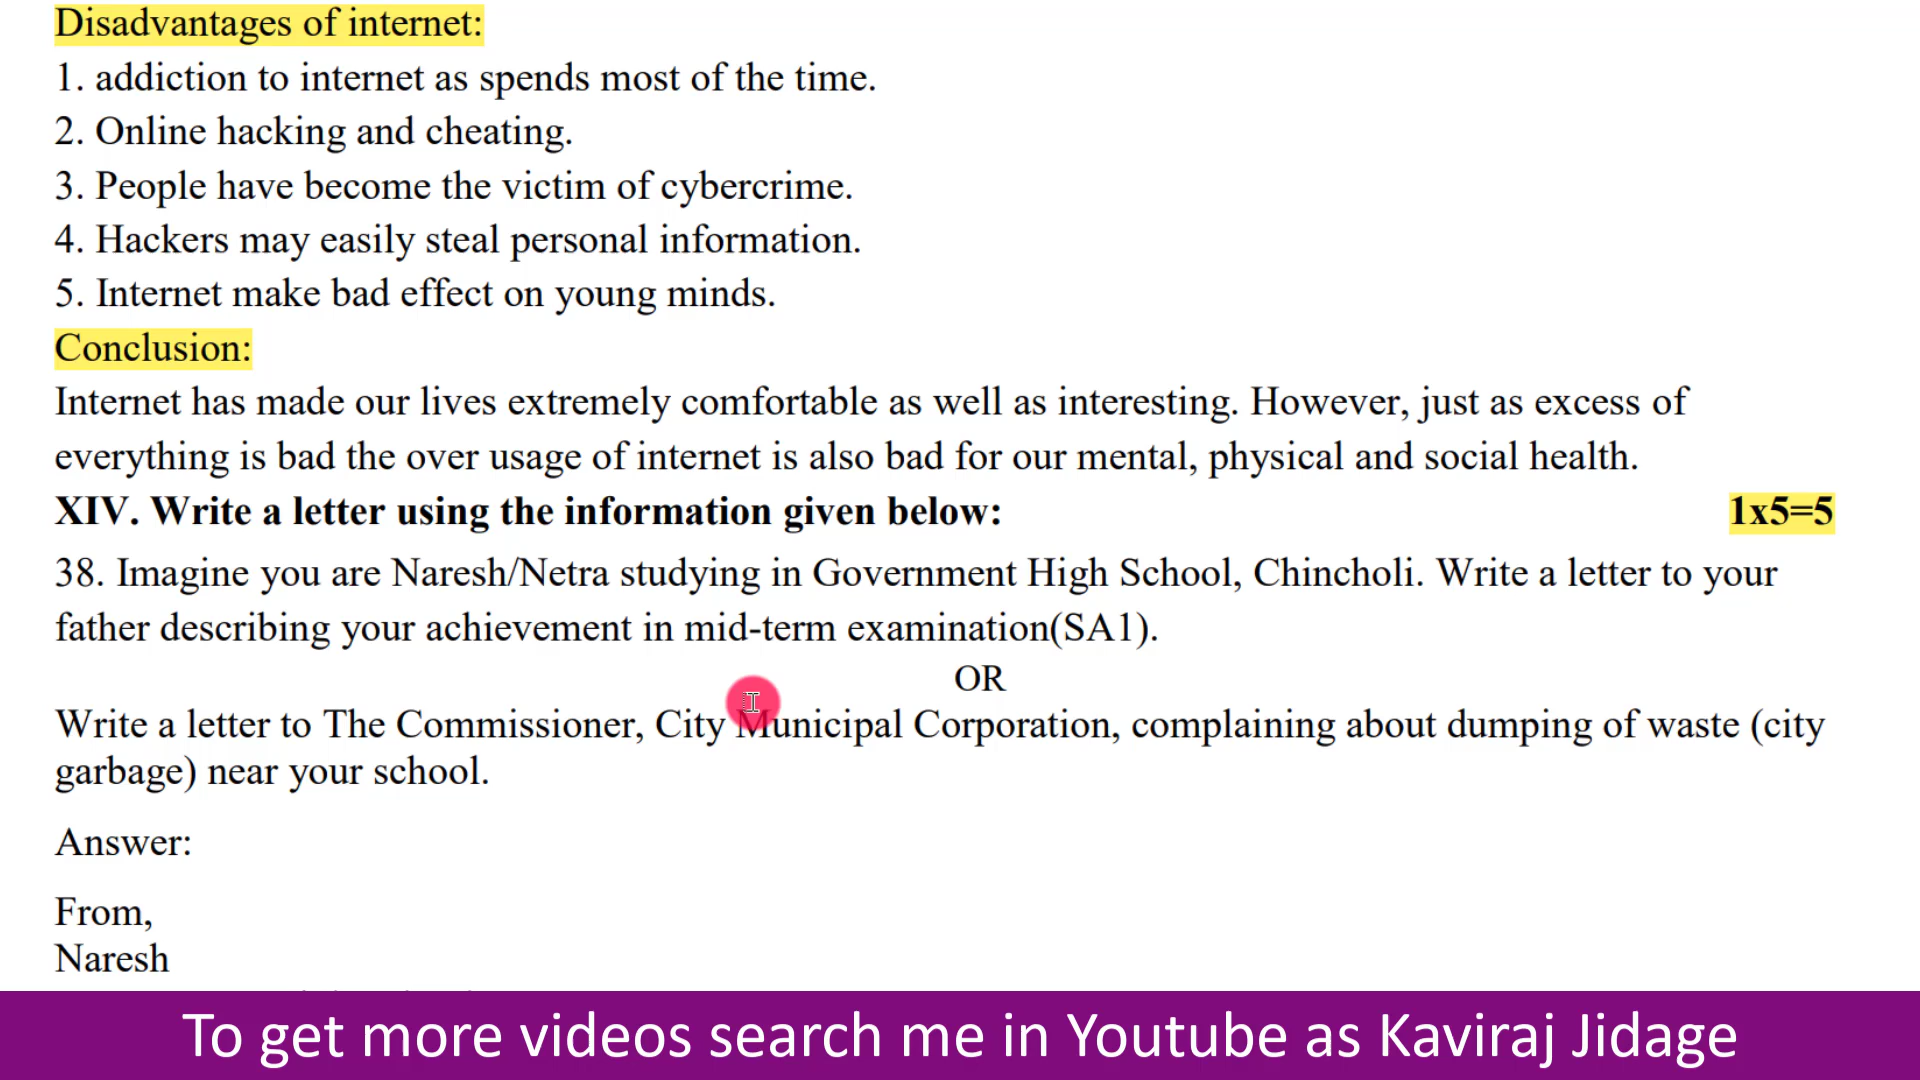 Disadvantages of internet:
1. addiction to internet as spends most of the time.
2. Online hacking and cheating.
3. People have become the victim of cybercrime.
4. Hackers may easily steal personal information.
5. Internet make bad effect on young minds.
Conclusion:
Internet has made our lives extremely comfortable as well as interesting. However, just as excess of
everything is bad the over usage of internet is also bad for our mental, physical and social health.
XIV. Write a letter using the information given below: 1x5=5
38. Imagine you are Naresh/Netra studying in Government High School, Chincholi. Write a letter to your
father describing your achievement in mid-term examination(SA1).
OR
Write a letter to The Commissioner, City Municipal Corporation, complaining about dumping of waste (city
garbage) near your school.
Answer:
From,
Naresh
To get more videos search me in Youtube as Kaviraj Jidage